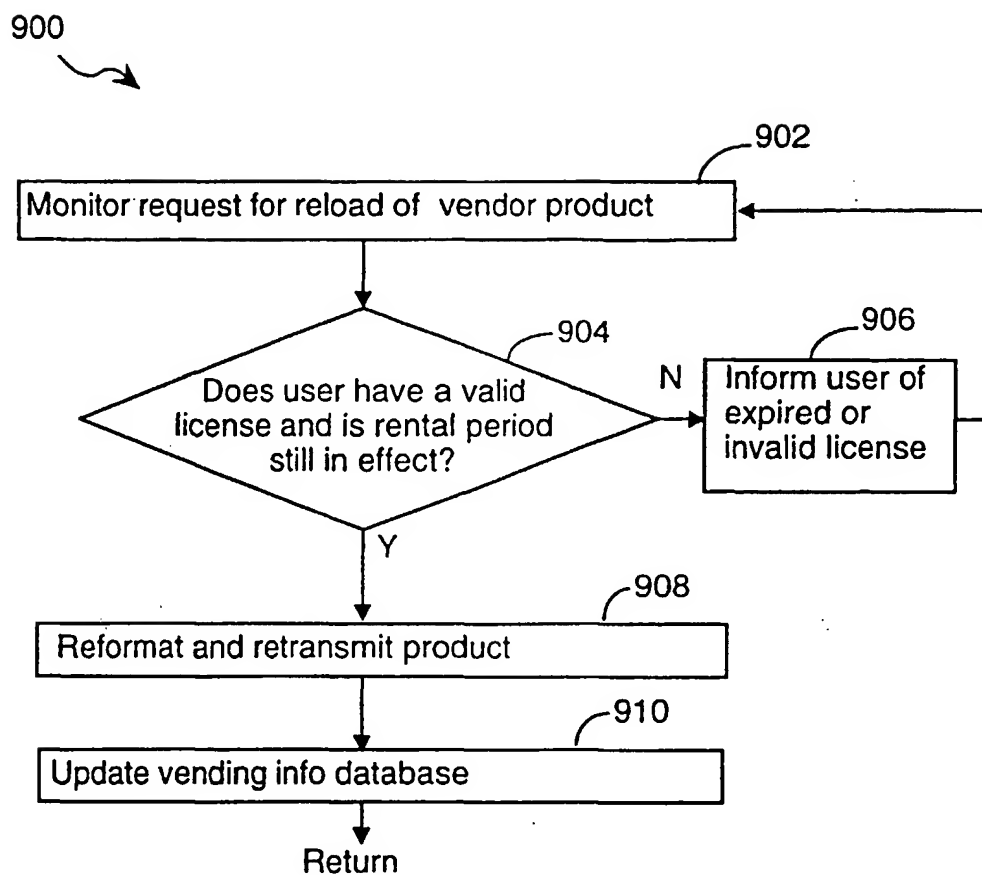 900
902
Monitor request for reload of vendor product
904
Does user have a valid
license and is rental period
still in effect?
N
906
Inform user of
expired or
invalid license
Y
908
Reformat and retransmit product
910
Update vending info database
Return